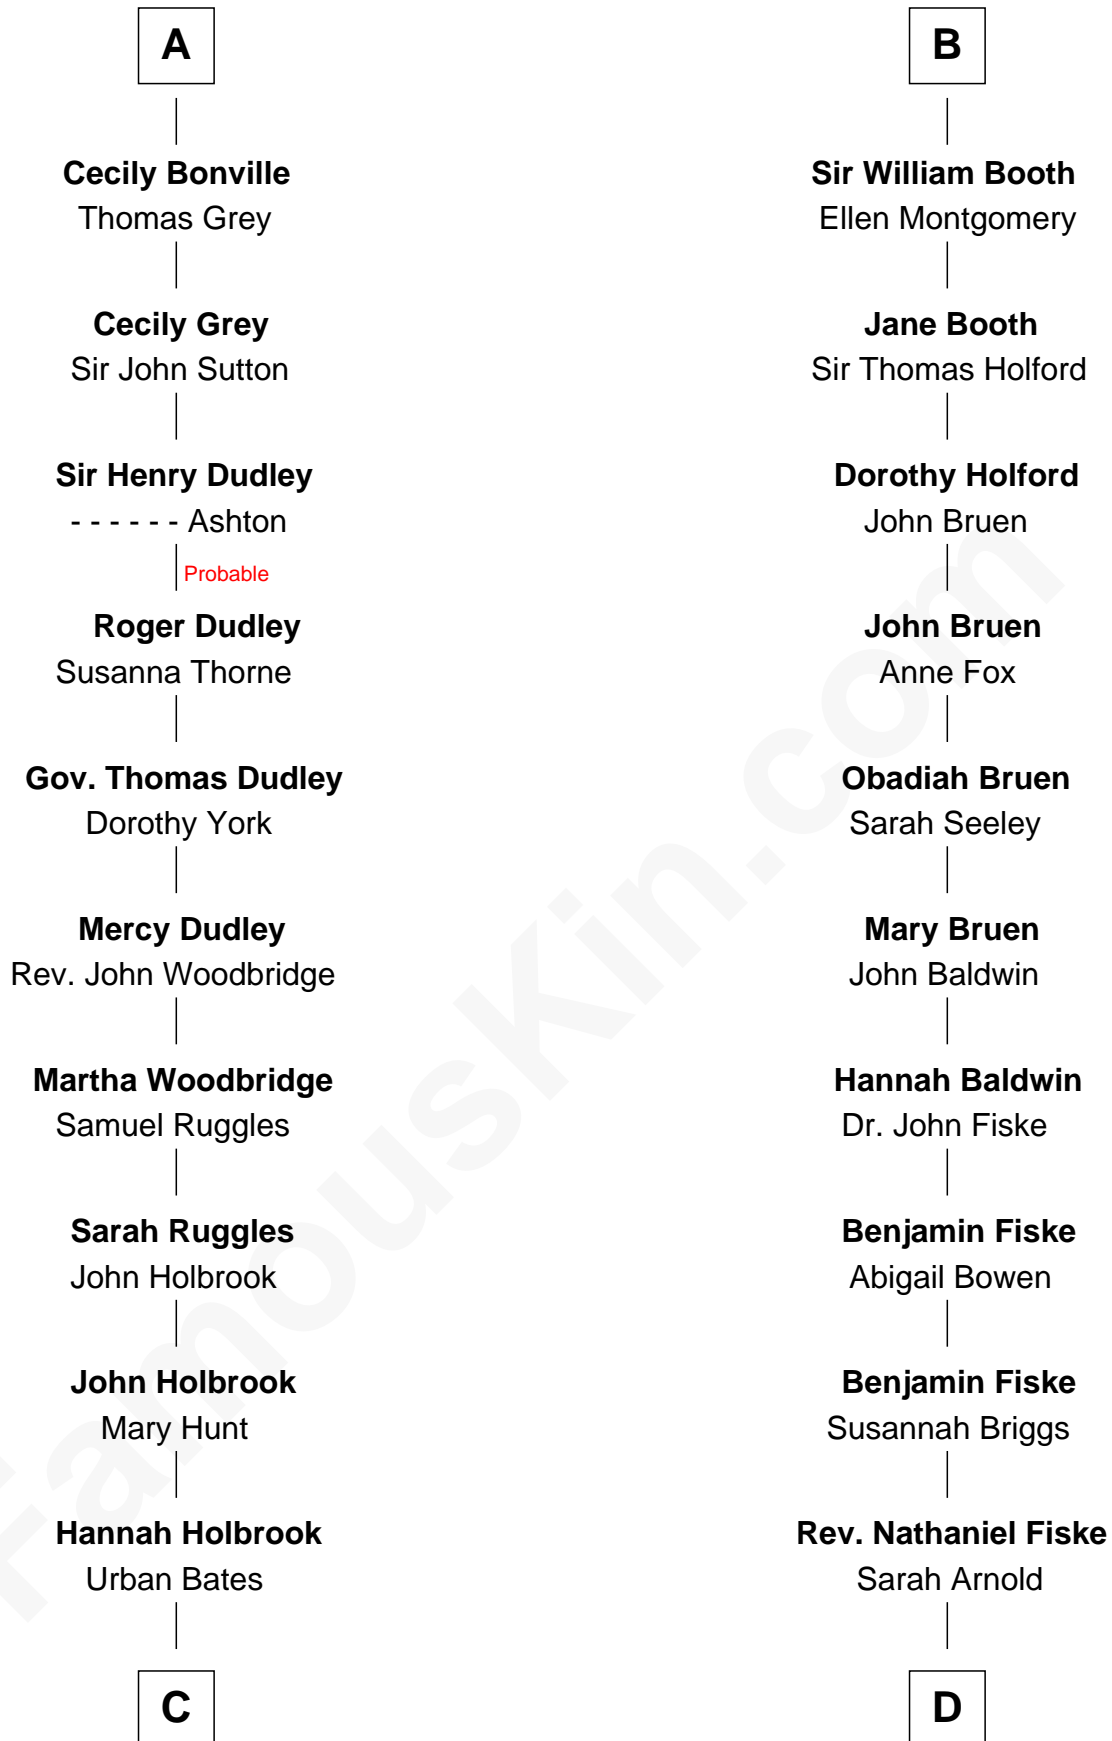 A
Cecily Bonville
Thomas Grey
Cecily Grey
Sir John Sutton
Sir Henry Dudley
- - - - - - Ashton
Probable
Roger Dudley
Susanna Thorne
Gov. Thomas Dudley
Dorothy York
Mercy Dudley
Rev. John Woodbridge
Martha Woodbridge
Samuel Ruggles
Sarah Ruggles
John Holbrook
John Holbrook
Mary Hunt
Hannah Holbrook
Urban Bates
C
B
Sir William Booth
Ellen Montgomery
Jane Booth
Sir Thomas Holford
Dorothy Holford
John Bruen
John Bruen
Anne Fox
Obadiah Bruen
Sarah Seeley
Mary Bruen
John Baldwin
Hannah Baldwin
Dr. John Fiske
Benjamin Fiske
Abigail Bowen
Benjamin Fiske
Susannah Briggs
Rev. Nathaniel Fiske
Sarah Arnold
D
FamousKin.com